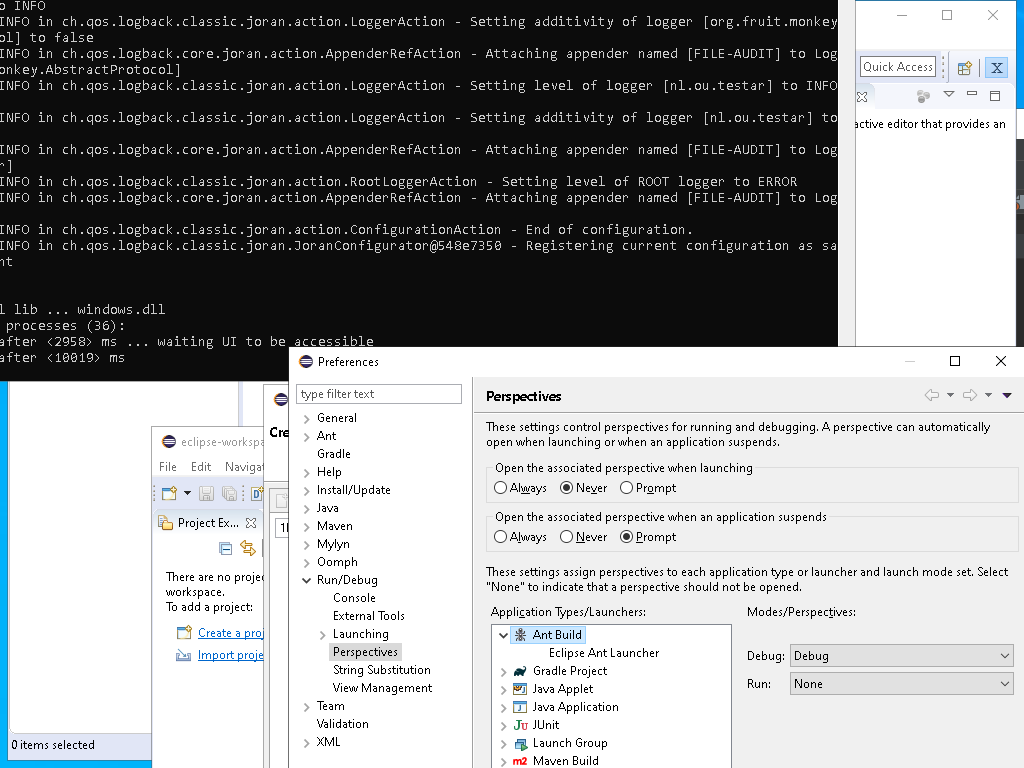 o INFO
INFO in ch.qos.logback.classic.joran.action.LoggerAction - Setting additivity of logger [org.fruit.monkey
ol] to false
INFO in ch.qos.logback.core.joran.action.AppenderRefAction - Attaching appender named [FILE-AUDIT] to Log
onkey.AbstractProtocol]
INFO in ch.qos.logback.classic.joran.action.LoggerAction - Setting level of logger [nl.ou.testar] to INFO
INFO in ch.qos.logback.classic.joran.action.LoggerAction - Setting additivity of logger [nl.ou.testar] to
INFO in ch.qos.logback.core.joran.action.AppenderRefAction - Attaching appender named [FILE-AUDIT] to Log
r]
INFO in ch.qos.logback.classic.joran.action.RootLoggerAction - Setting level of ROOT logger to ERROR
INFO in ch.qos.logback.core.joran.action.AppenderRefAction - Attaching appender named [FILE-AUDIT] to Log
INFO in ch.qos.logback.classic.joran.action.ConfigurationAction - End of configuration.
INFO in ch.qos.logback.classic.joran.JoranConfigurator@548e7350 - Registering current configuration as sa
nt
l lib ... windows.dll
processes (36):
after <2958> ms ... waiting UI to be accessible
after <10019> ms
Quick Access
active editor that provides an
0 items selected
eclipse-workspa
File Edit Navigat
Project Ex...
There are no projec
workspace.
To add a project:
Create a proj
Import proje
Cre
Preferences
type filter text
General
Ant
Gradle
Help
Install/Update
Java
Maven
Mylyn
Oomph
Run/Debug
Console
External Tools
Launching
Perspectives
String Substitution
View Management
Team
Validation
XML
Perspectives
These settings control perspectives for running and debugging. A perspective can automatically
open when launching or when an application suspends.
Open the associated perspective when launching
Always Never Prompt
Open the associated perspective when an application suspends
Always Never Prompt
These settings assign perspectives to each application type or launcher and launch mode set. Select
"None" to indicate that a perspective should not be opened.
Application Types/Launchers:
Ant Build
Eclipse Ant Launcher
Gradle Project
Java Applet
Java Application
JUnit
Launch Group
Maven Build
Modes/Perspectives:
Debug: Debug
Run: None